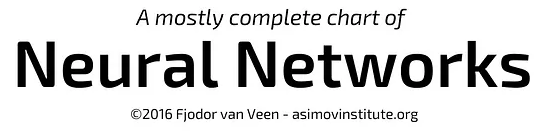 A mostly complete chart of
Neural Networks
©2016 Fjodor van Veen - asimovinstitute.org